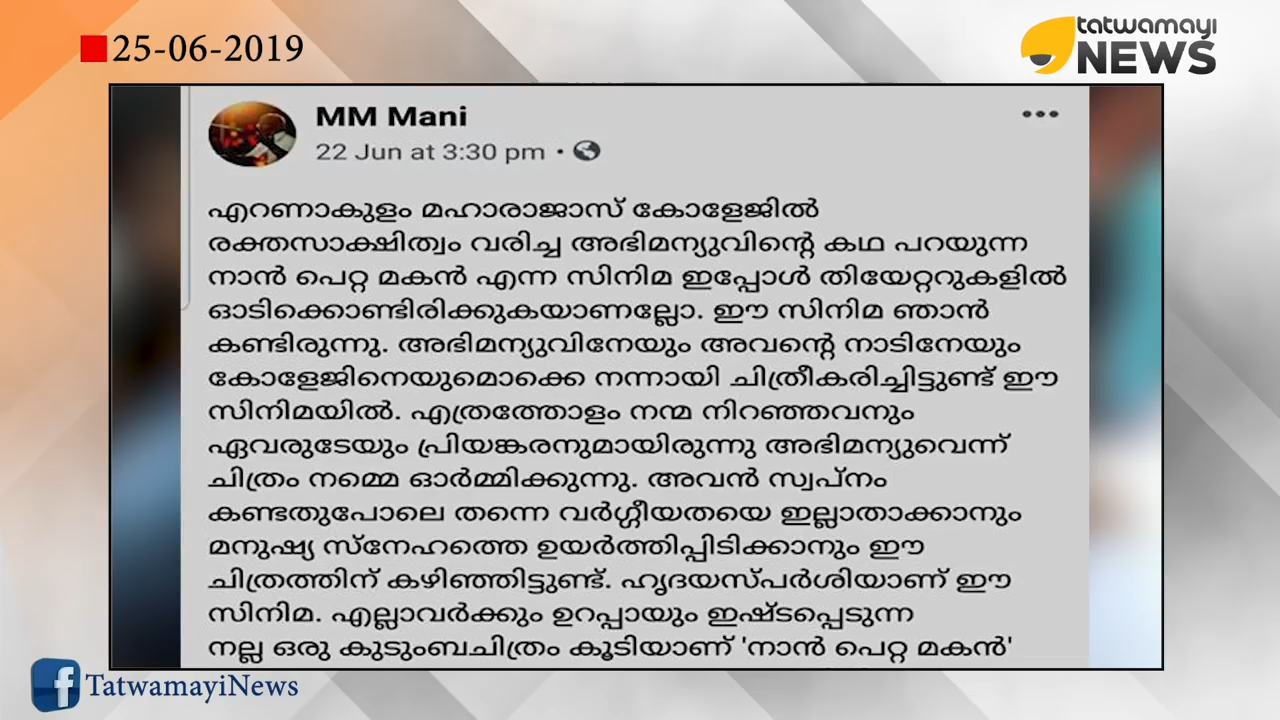 25-06-2019
tatwamayi
NEWS
MM Mani
22 Jun at 3:30 pm ·
എറണാകുളം മഹാരാജാസ് കോളേജിൽ
രക്തസാക്ഷിത്വം വരിച്ച അഭിമന്യുവിന്റെ കഥ പറയുന്ന
നാൻ പെറ്റ മകൻ എന്ന സിനിമ ഇപ്പോൾ തിയേറ്ററുകളിൽ
ഓടിക്കൊണ്ടിരിക്കുകയാണല്ലോ. ഈ സിനിമ ഞാൻ
കണ്ടിരുന്നു. അഭിമന്യുവിനേയും അവന്റെ നാടിനേയും
കോളേജിനെയുമൊക്കെ നന്നായി ചിത്രീകരിച്ചിട്ടുണ്ട് ഈ
സിനിമയിൽ. എത്രത്തോളം നന്മ നിറഞ്ഞവനും
ഏവരുടേയും പ്രിയങ്കരനുമായിരുന്നു അഭിമന്യുവെന്ന്
ചിത്രം നമ്മെ ഓർമ്മിക്കുന്നു. അവൻ സ്വപ്നം
കണ്ടതുപോലെ തന്നെ വർഗ്ഗീയതയെ ഇല്ലാതാക്കാനും
മനുഷ്യ സ്നേഹത്തെ ഉയർത്തിപ്പിടിക്കാനും ഈ
ചിത്രത്തിന് കഴിഞ്ഞിട്ടുണ്ട്. ഹൃദയസ്പർശിയാണ് ഈ
സിനിമ. എല്ലാവർക്കും ഉറപ്പായും ഇഷ്ടപ്പെടുന്ന
നല്ല ഒരു കുടുംബചിത്രം കൂടിയാണ് 'നാൻ പെറ്റ മകൻ'
TatwamayiNews